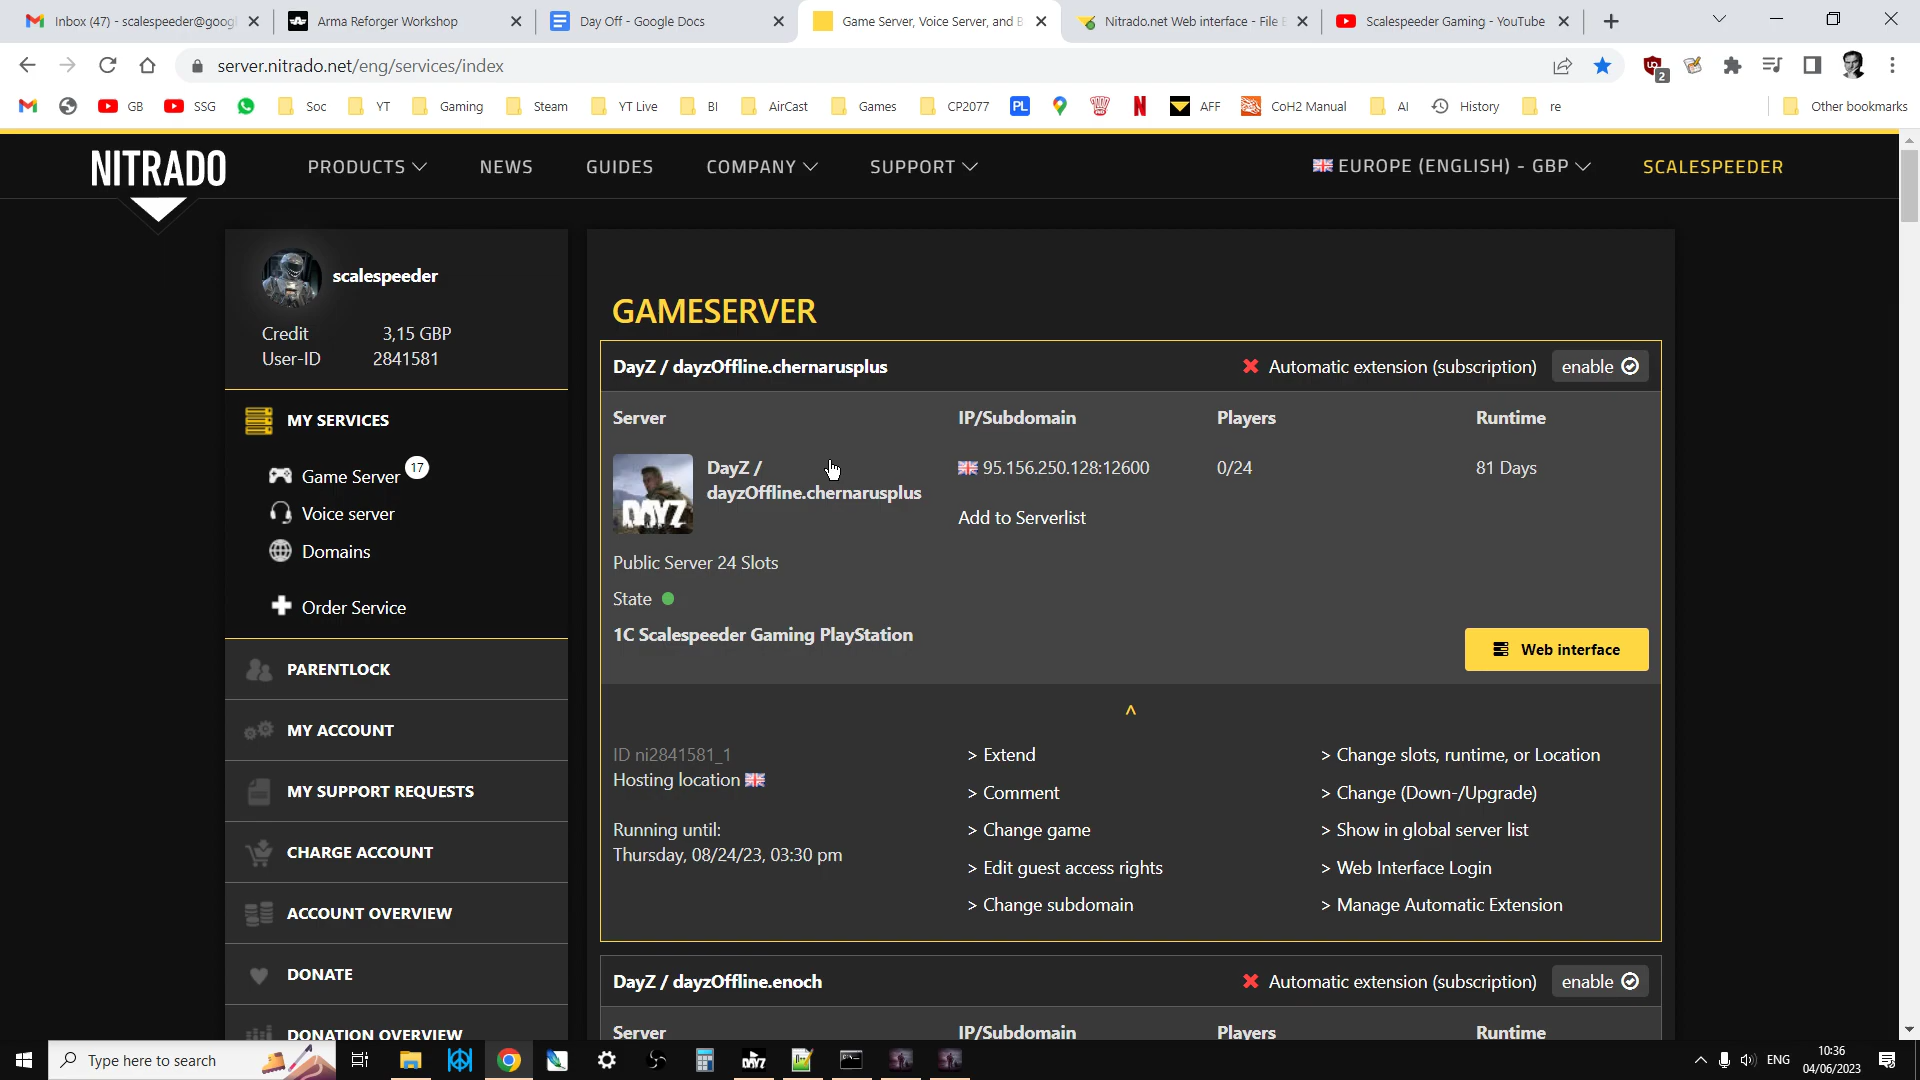 Inbox (47) - scalespeeder@goog
Arma Reforger Workshop
Day Off - Google Docs
Game Server, Voice Server, and B
Nitrado.net Web interface - File E
Scalespeeder Gaming - YouTube
server.nitrado.net/eng/services/index
2
GB
SSG
Soc
YT
Gaming
Steam
YT Live
BI
AirCast
Games
CP2077
PL
AFF
CoH2 Manual
AI
History
re
Other bookmarks
NITRADO
PRODUCTS
NEWS
GUIDES
COMPANY
SUPPORT
EUROPE (ENGLISH) - GBP
SCALESPEEDER
scalespeeder
Credit 3,15 GBP
User-ID 2841581
MY SERVICES
Game Server 17
Voice server
Domains
Order Service
PARENTLOCK
MY ACCOUNT
MY SUPPORT REQUESTS
CHARGE ACCOUNT
ACCOUNT OVERVIEW
DONATE
DONATION OVERVIEW
GAMESERVER
DayZ / dayzOffline.chernarusplus
Automatic extension (subscription)
enable
Server IP/Subdomain Players Runtime
DAYZ
DayZ /
dayzOffline.chernarusplus
95.156.250.128:12600
0/24
81 Days
Add to Serverlist
Public Server 24 Slots
State
1C Scalespeeder Gaming PlayStation
Web interface
^
ID ni2841581_1
Hosting location
Running until:
Thursday, 08/24/23, 03:30 pm
> Extend
> Comment
> Change game
> Edit guest access rights
> Change subdomain
> Change slots, runtime, or Location
> Change (Down-/Upgrade)
> Show in global server list
> Web Interface Login
> Manage Automatic Extension
DayZ / dayzOffline.enoch
Automatic extension (subscription)
enable
Server IP/Subdomain Players Runtime
Type here to search
DAYZ
ENG
10:36
04/06/2023